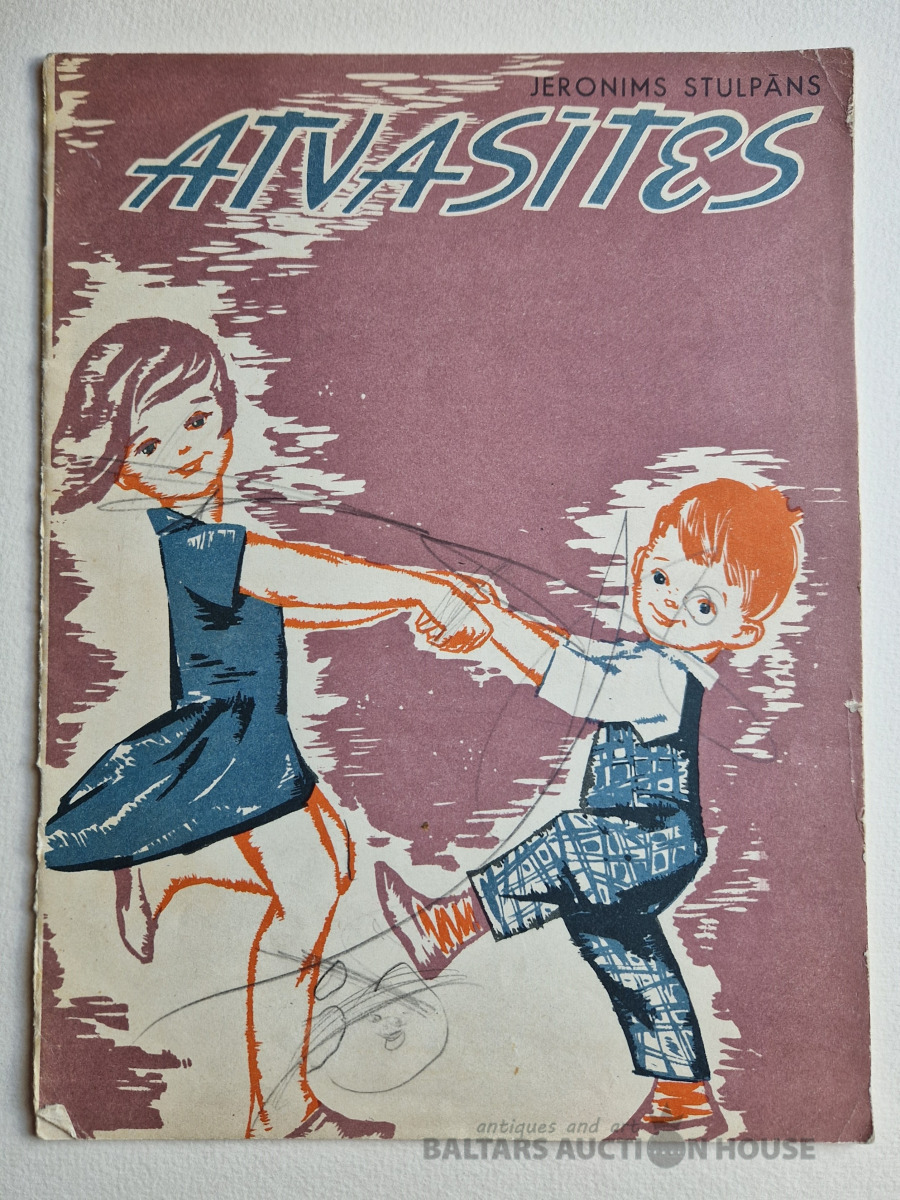 JERONIMS STULPĀNS
ATVASĪTES
antiques and art
BALTARS AUCTION HOUSE